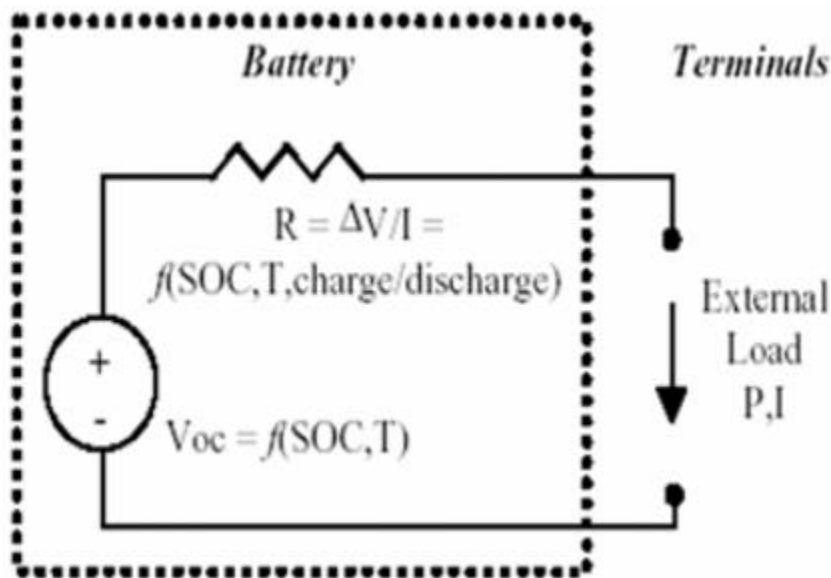 Battery
Terminals
R = ΔV/I =
f(SOC,T,charge/discharge)
External
Load
P,I
+
-
Voc = f(SOC,T)